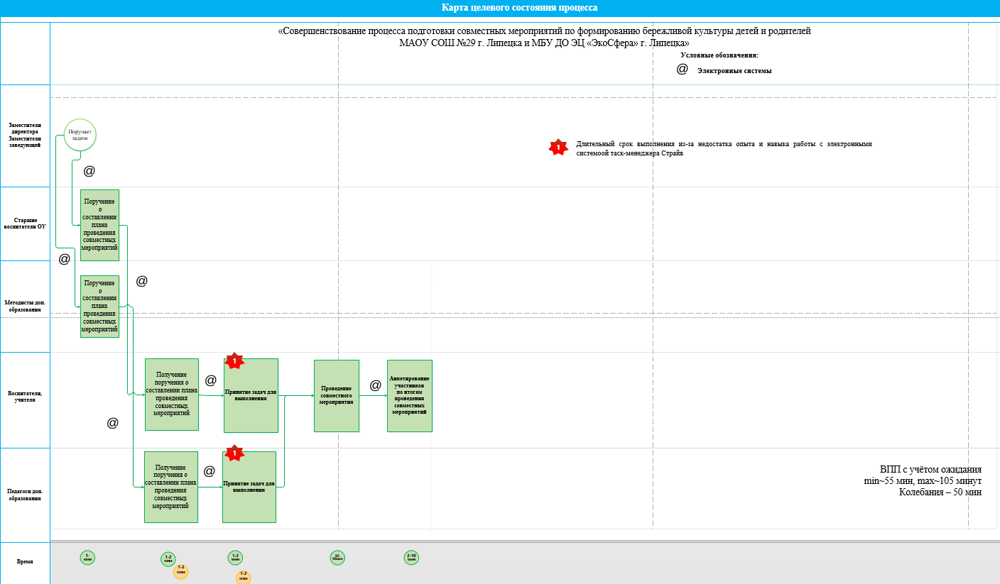 Карта целевого состояния процесса
«Совершенствование процесса подготовки совместных мероприятий по формированию бережливой культуры детей и родителей
МАОУ СОШ №29 г. Липецка и МБУ ДО ЭЦ «ЭкоСфера» г. Липецка»
Условные обозначения:
@ Электронные системы
Заместители
директора
Заместители
заведующей
Поручает
задачи
@
1
Длительный срок выполнения из-за недостатка опыта и навыка работы с электронными
системоой таск-менеджера Страйв
Старшие
воспитатели ОУ
Поручение
о
составлении
плана
проведения
совместных
мероприятий
@
@
Методисты доп.
образования
Поручение
о
составлении
плана
проведения
совместных
мероприятий
Воспитатели,
учителя
Получение
поручения о
составлении плана
проведения
совместных
мероприятий
@
1
Принятие задач для
выполнения
Проведение
совместного
мероприятия
@
Анкетирование
участников
по итогам
проведения
совместных
мероприятий
@
Педагоги доп.
образования
Получение
поручения о
составлении плана
проведения
совместных
мероприятий
@
1
Принятие задач для
выполнения
ВПП с учётом ожидания
min~55 мин, max~105 минут
Колебания – 50 мин
Время
1-
мин
1-2
мин
1-2
мин
1-2
мин
1-2
мин
50-
90мин
2-10
мин